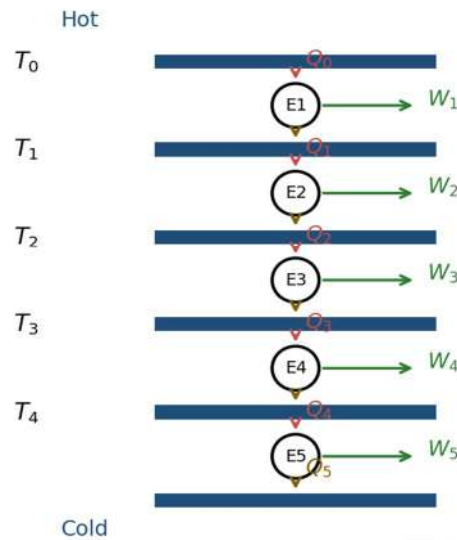 Hot
T₀
Q₀
E1
W₁
T₁
Q₁
E2
W₂
T₂
Q₂
E3
W₃
T₃
Q₃
E4
W₄
T₄
Q₄
E5
W₅
Q₅
Cold